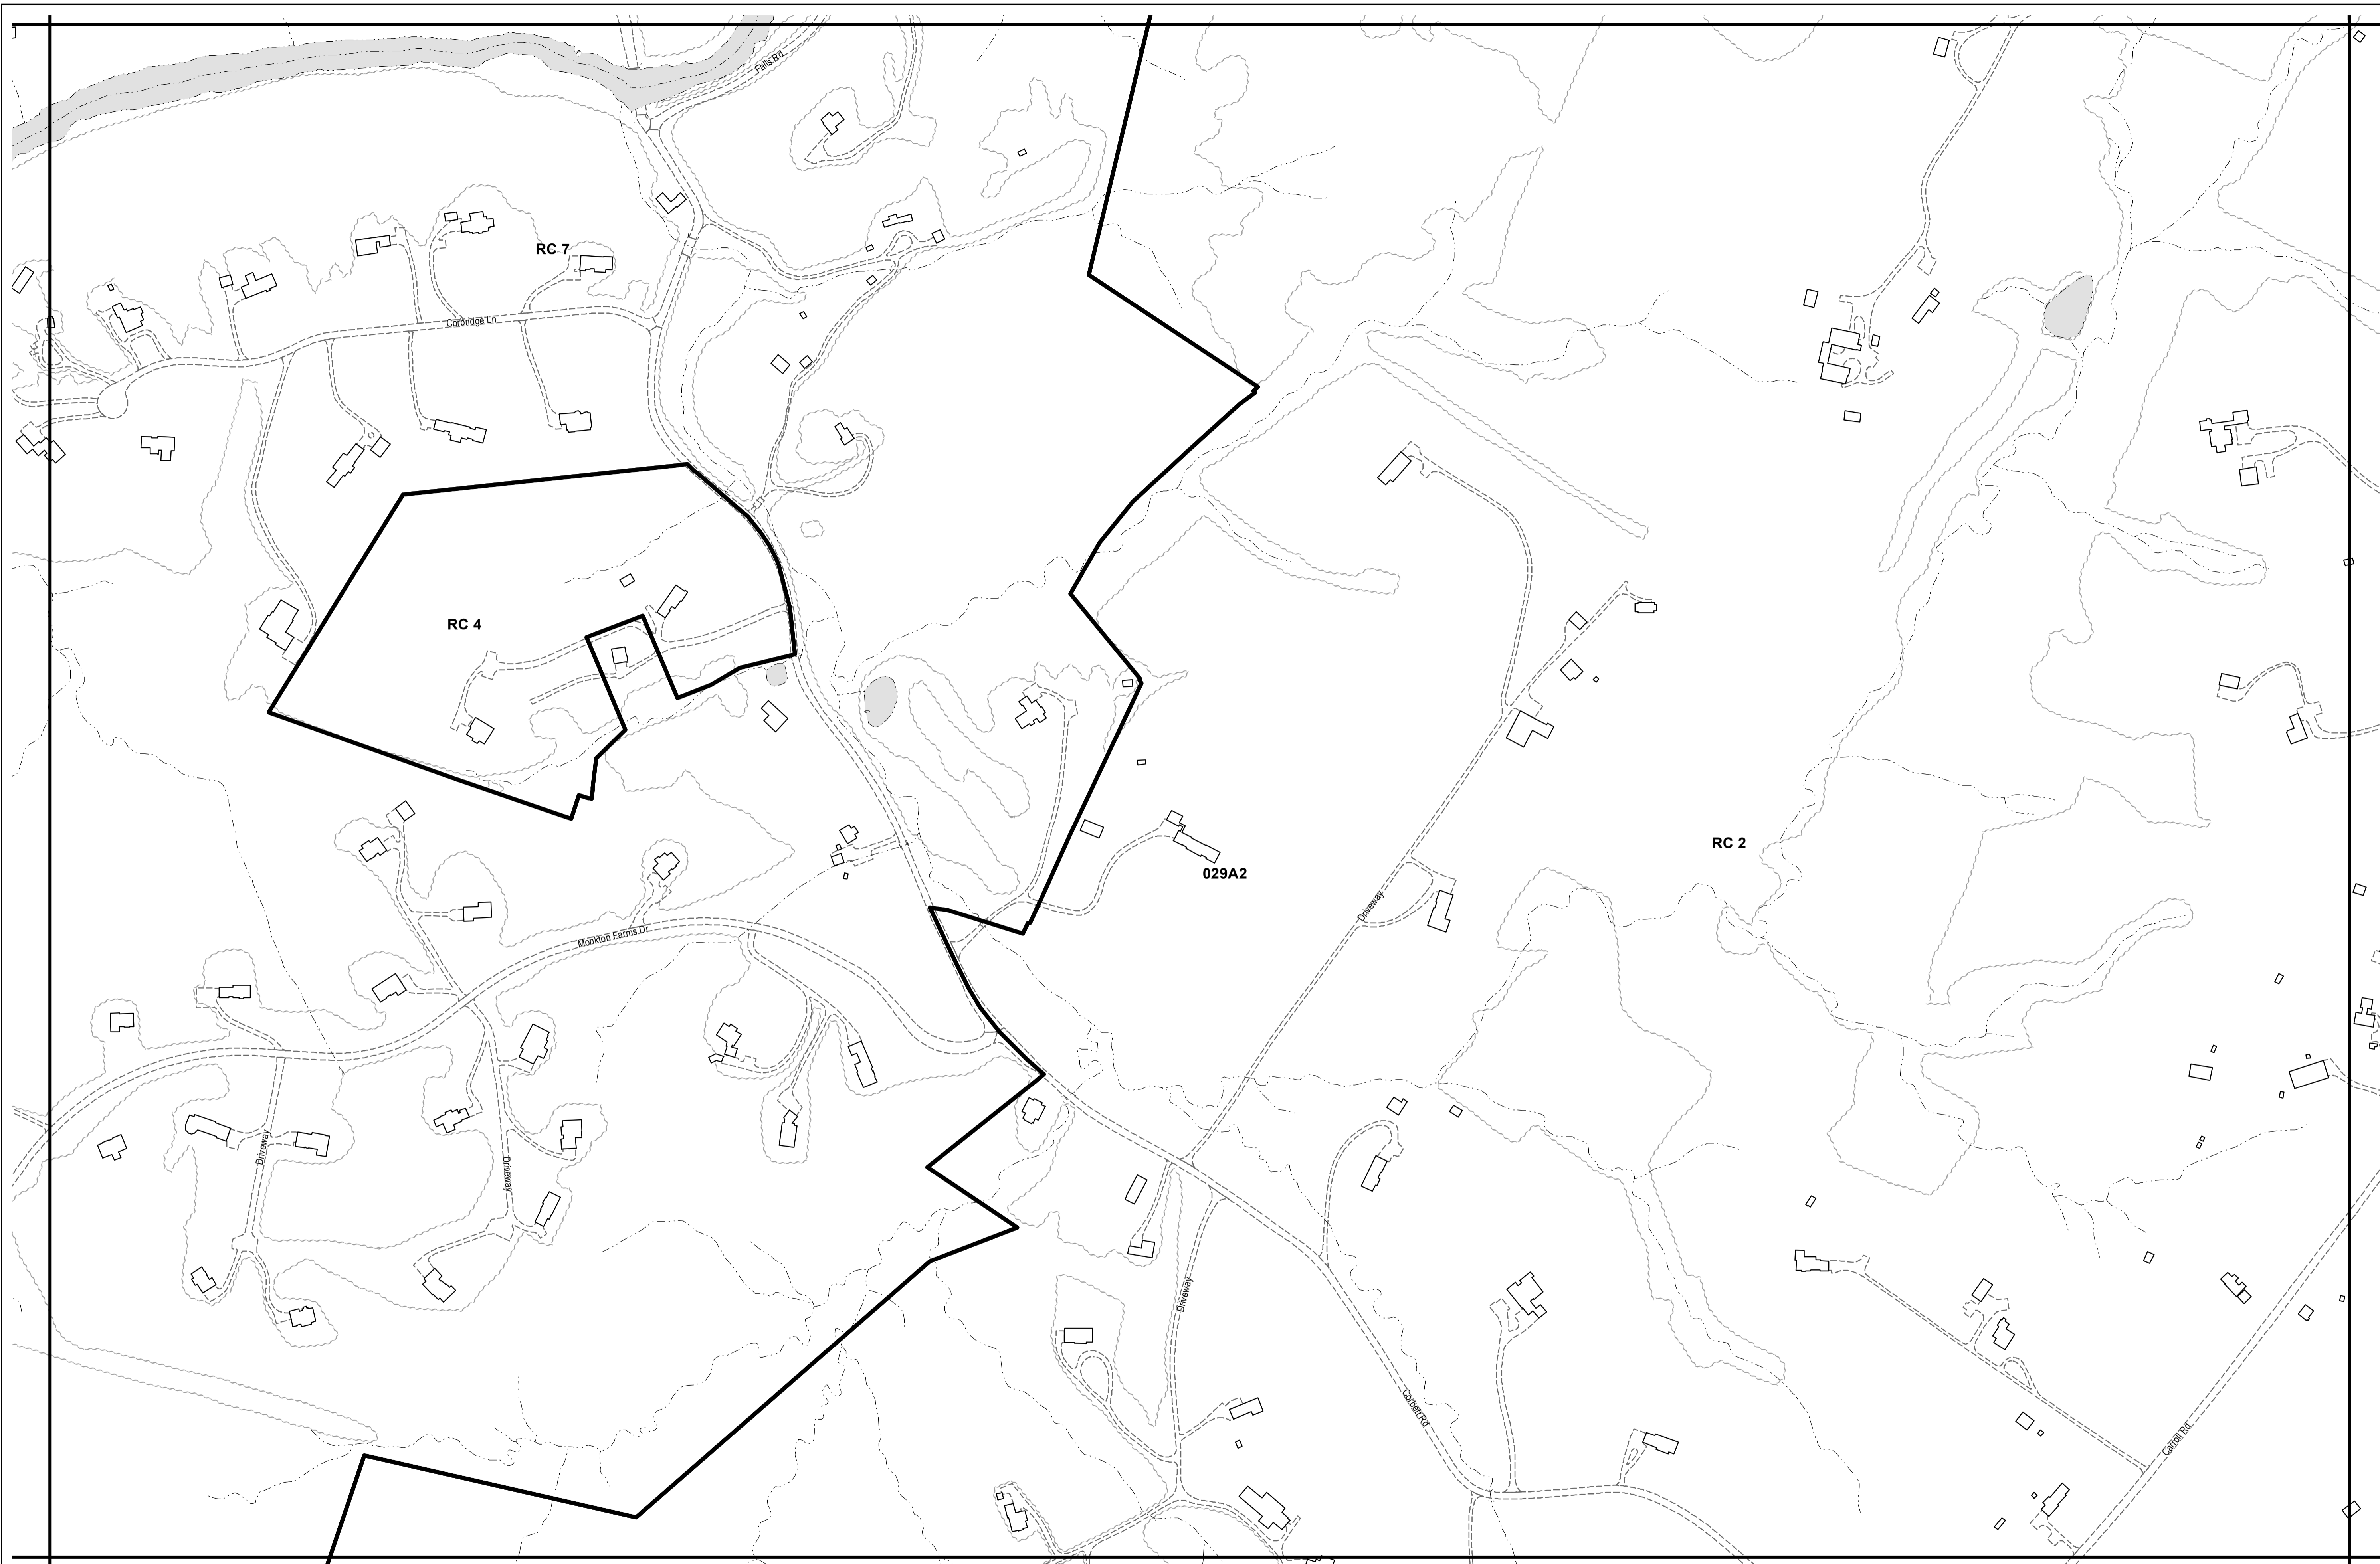 Falls Rd
RC 7
Corbridge Ln
RC 4
RC 2
029A2
Driveway
Monkton Farms Dr
Driveway
Driveway
Driveway
Corbett Rd
Carroll Rd